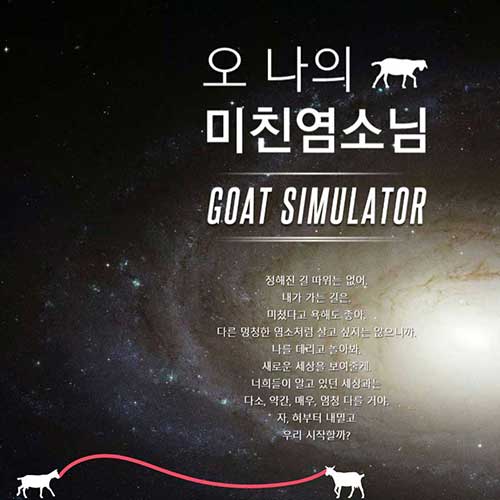 오 나의
미친염소님
GOAT SIMULATOR
정해진 길 따위는 없어.
내가 가는 길은.
미쳤다고 욕해도 좋아.
다른 멍청한 염소처럼 살고 싶지는 않으니까.
나를 데리고 놀아봐.
새로운 세상을 보여줄게.
너희들이 알고 있던 세상과는
다소, 약간, 매우, 멈청 다를 거야.
자, 혀부터 내밀고
우리 시작할까?